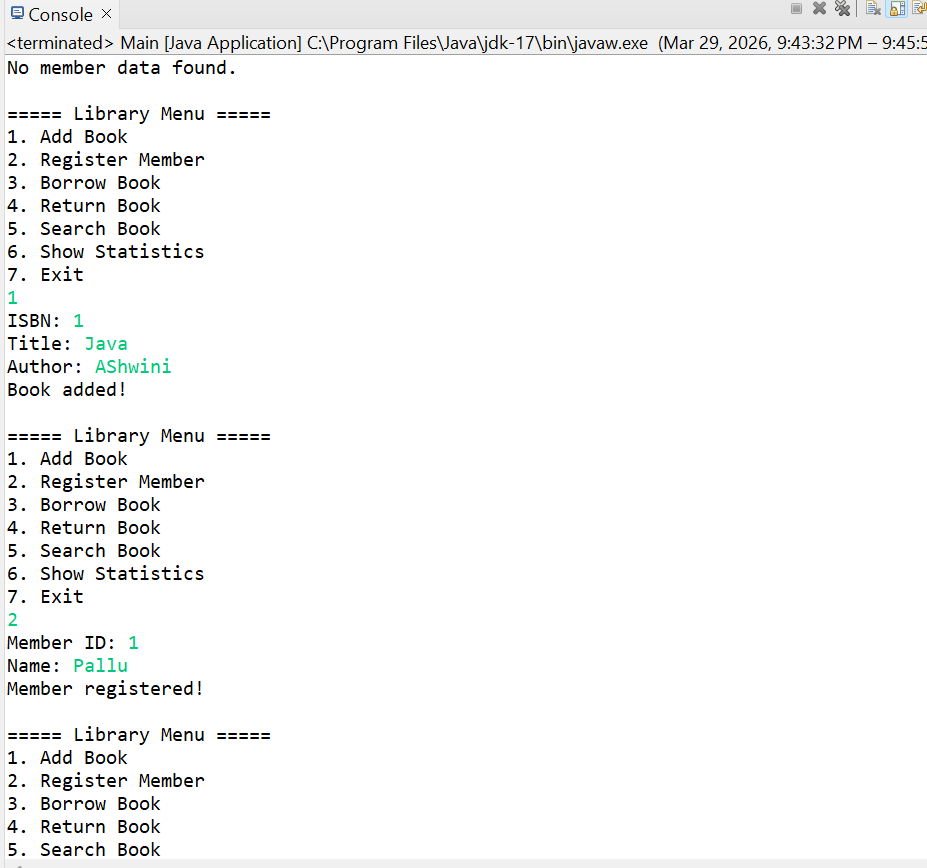 Console
<terminated> Main [Java Application] C:\Program Files\Java\jdk-17\bin\javaw.exe (Mar 29, 2026, 9:43:32 PM – 9:45:5
No member data found.
===== Library Menu =====
1. Add Book
2. Register Member
3. Borrow Book
4. Return Book
5. Search Book
6. Show Statistics
7. Exit
1
ISBN: 1
Title: Java
Author: AShwini
Book added!
===== Library Menu =====
1. Add Book
2. Register Member
3. Borrow Book
4. Return Book
5. Search Book
6. Show Statistics
7. Exit
2
Member ID: 1
Name: Pallu
Member registered!
===== Library Menu =====
1. Add Book
2. Register Member
3. Borrow Book
4. Return Book
5. Search Book